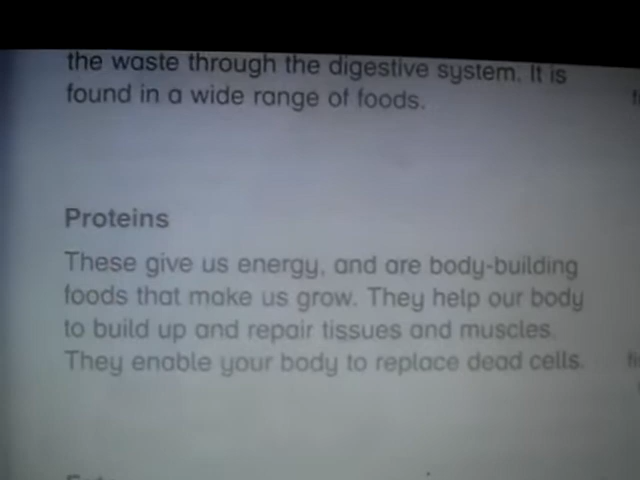 the waste through the digestive system. It is
found in a wide range of foods.
Proteins
These give us energy, and are body-building
foods that make us grow. They help our body
to build up and repair tissues and muscles.
They enable your body to replace dead cells.